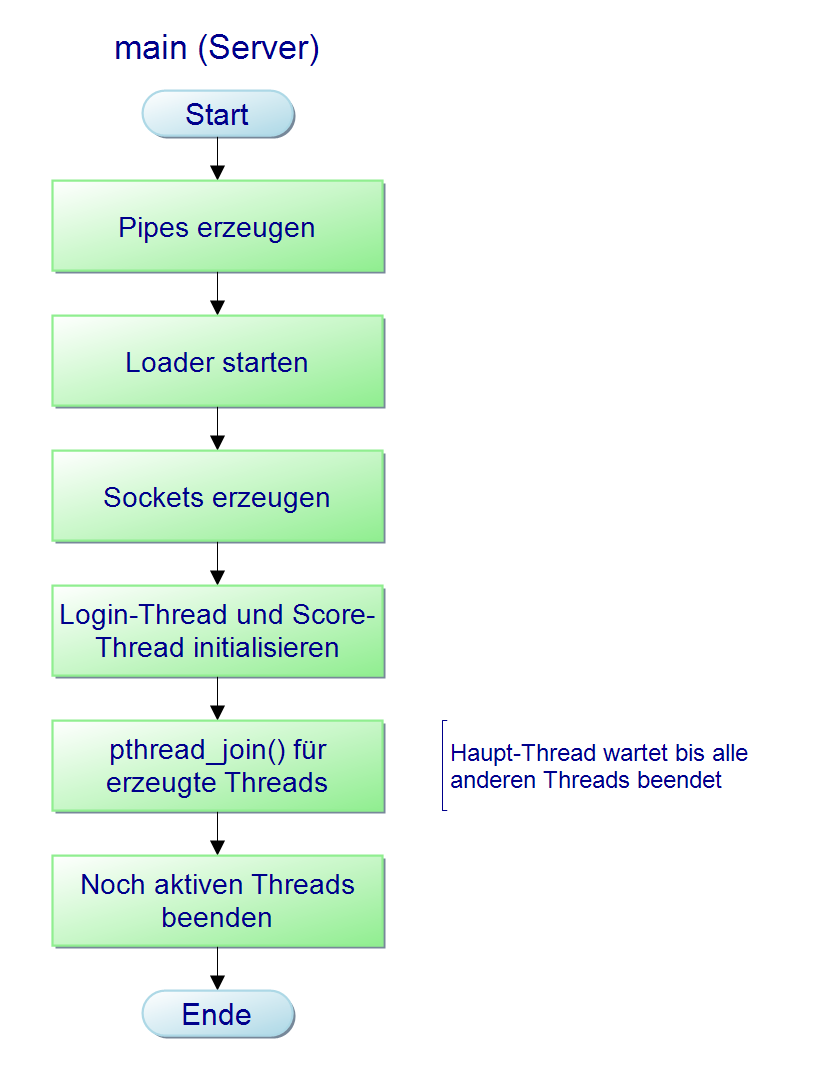 main (Server)
Start
Pipes erzeugen
Loader starten
Sockets erzeugen
Login-Thread und Score-
Thread initialisieren
pthread_join() für
erzeugte Threads
Haupt-Thread wartet bis alle
anderen Threads beendet
Noch aktiven Threads
beenden
Ende